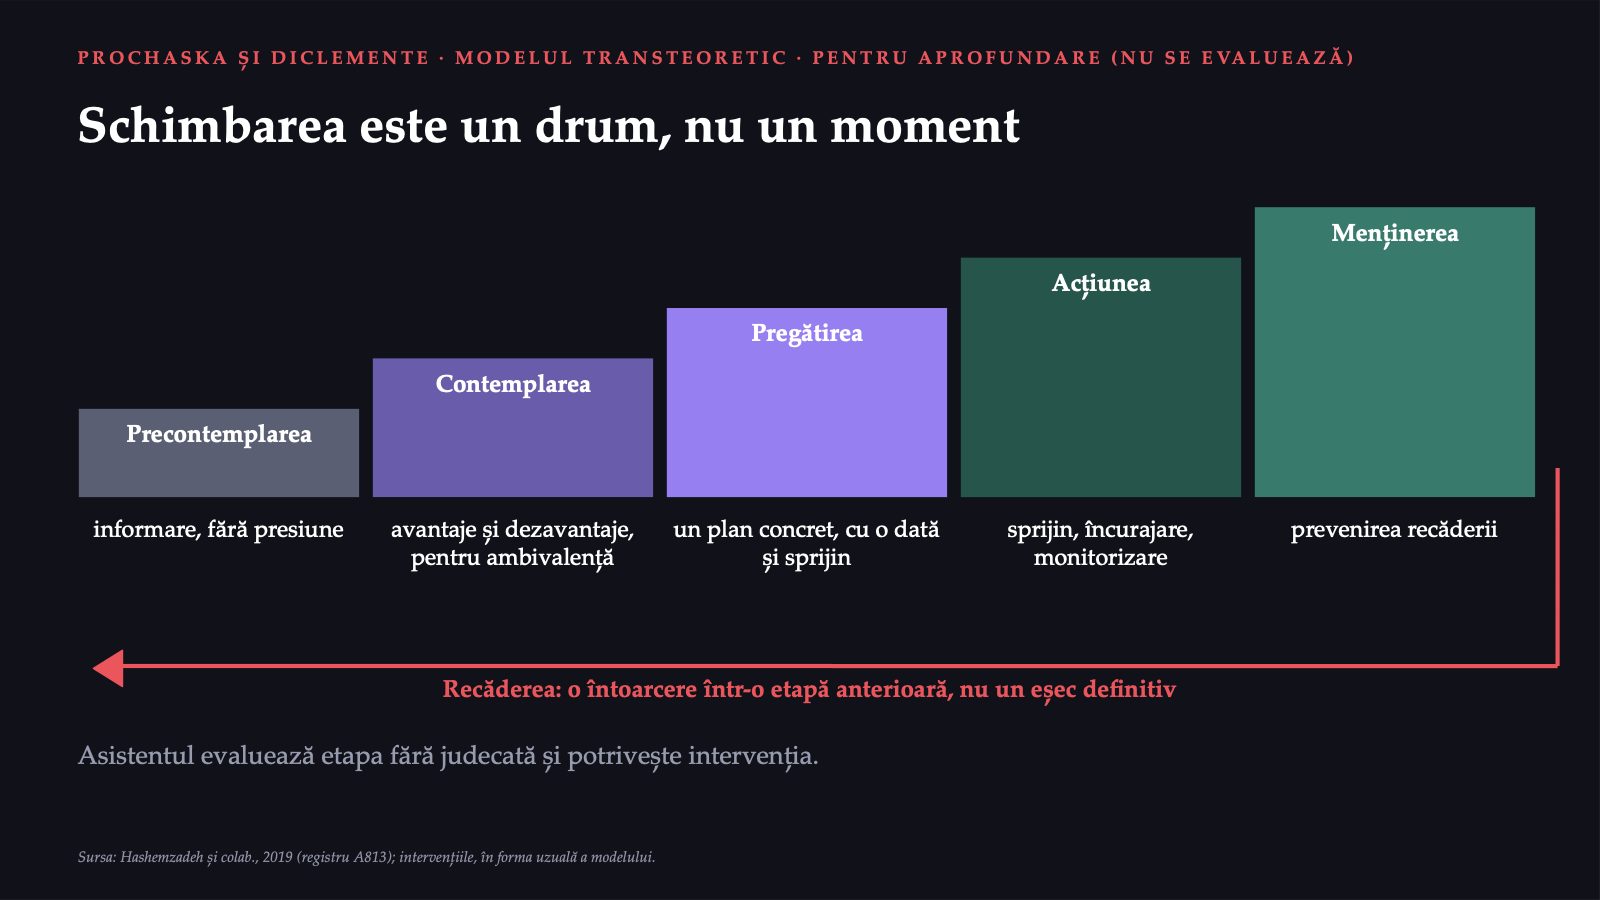 PROCHASKA ȘI DICLEMENTE · MODELUL TRANSTEORETIC · PENTRU APROFUNDARE (NU SE EVALUEAZĂ)
Schimbarea este un drum, nu un moment
Precontemplarea
Contemplarea
Pregătirea
Acțiunea
Menținerea
informare, fără presiune
avantaje și dezavantaje,
pentru ambivalență
un plan concret, cu o dată
și sprijin
sprijin, încurajare,
monitorizare
prevenirea recăderii
Recăderea: o întoarcere într-o etapă anterioară, nu un eșec definitiv
Asistentul evaluează etapa fără judecată și potrivește intervenția.
Sursa: Hashemzadeh și colab., 2019 (registru A813); intervențiile, în forma uzuală a modelului.